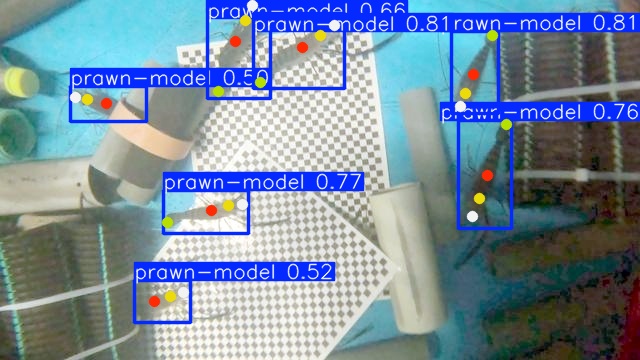 prawn-model 0.66
prawn-model 0.81
rawn-model 0.81
prawn-model 0.50
prawn-model 0.76
prawn-model 0.77
prawn-model 0.52